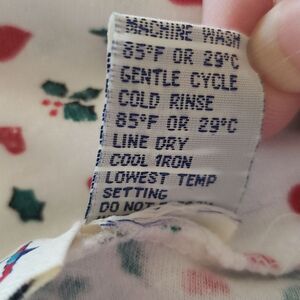 MACHINE WASH
85°F OR 29°C
GENTLE CYCLE
COLD RINSE
85°F OR 29°C
LINE DRY
COOL IRON
LOWEST TEMP
SETTING
DO NOT